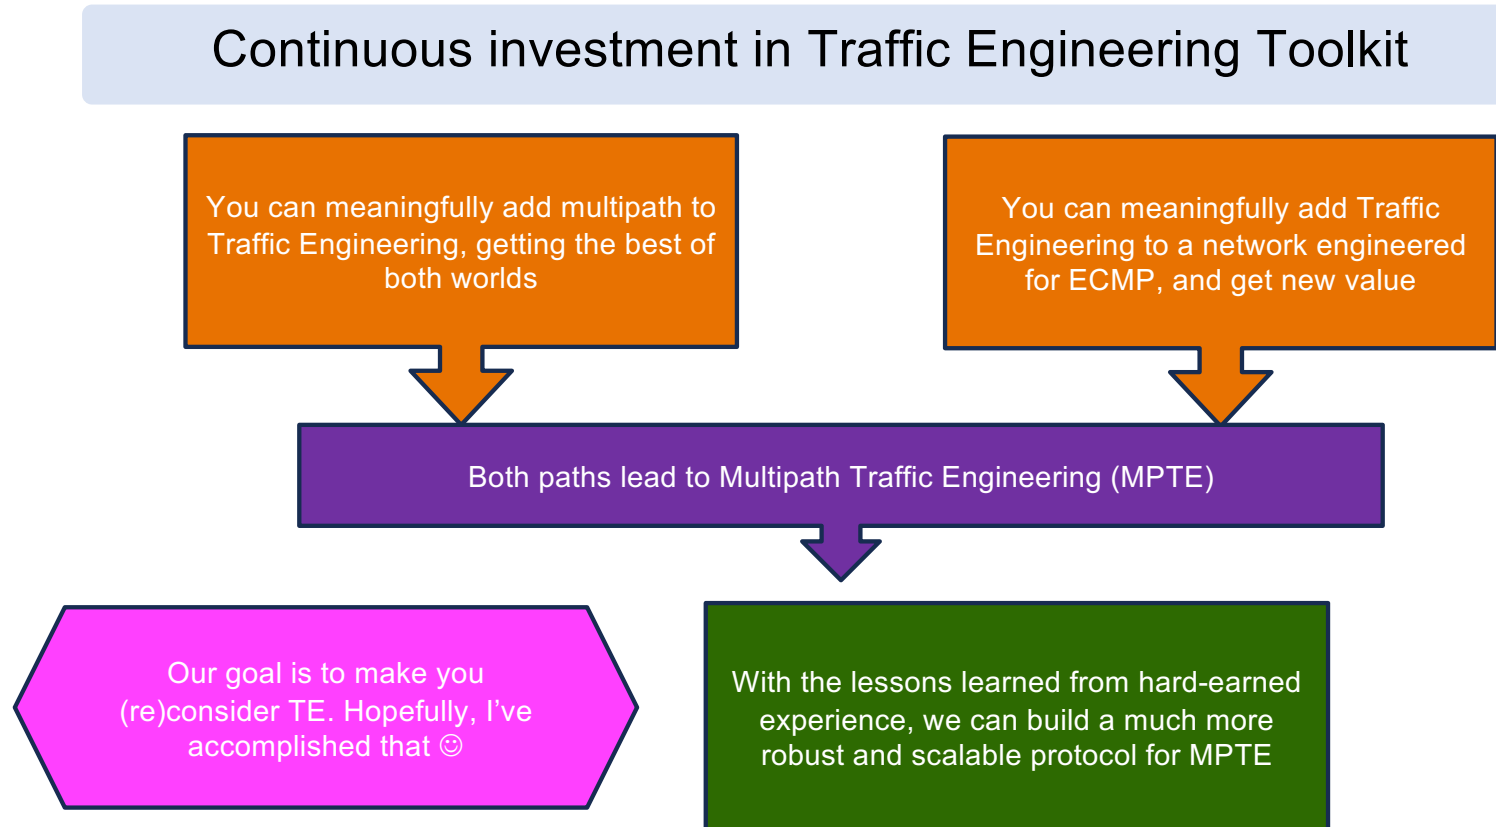 Continuous investment in Traffic Engineering Toolkit
You can meaningfully add multipath to
Traffic Engineering, getting the best of
both worlds
You can meaningfully add Traffic
Engineering to a network engineered
for ECMP, and get new value
Both paths lead to Multipath Traffic Engineering (MPTE)
Our goal is to make you
(re)consider TE. Hopefully, I’ve
accomplished that ☺
With the lessons learned from hard-earned
experience, we can build a much more
robust and scalable protocol for MPTE